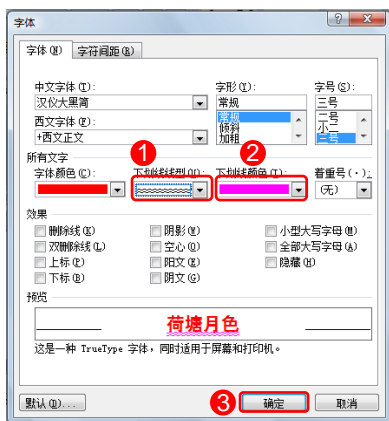 字体
字体(N) 字符间距(R)
中文字体(T): 字形(Y): 字号(S):
汉仪大黑简 常规 三号
西文字体(F): 常规 二号
+西文正文 倾斜 小二
加粗 三号
所有文字 1 2
字体颜色(C): 下划线线型(U): 下划线颜色(I): 着重号(·):
(无)
效果
删除线(K) 阴影(W) 小型大写字母(M)
双删除线(L) 空心(O) 全部大写字母(A)
上标(P) 阳文(E) 隐藏(H)
下标(B) 阴文(G)
预览
荷塘月色
这是一种 TrueType 字体，同时适用于屏幕和打印机。
默认(D)... 3 确定 取消